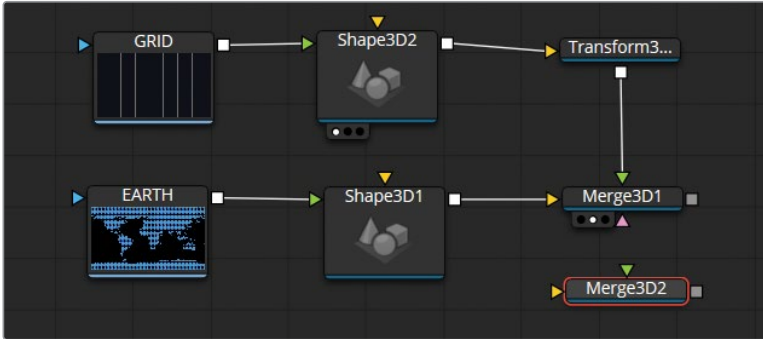 GRID
Shape3D2
Transform3...
EARTH
Shape3D1
Merge3D1
Merge3D2